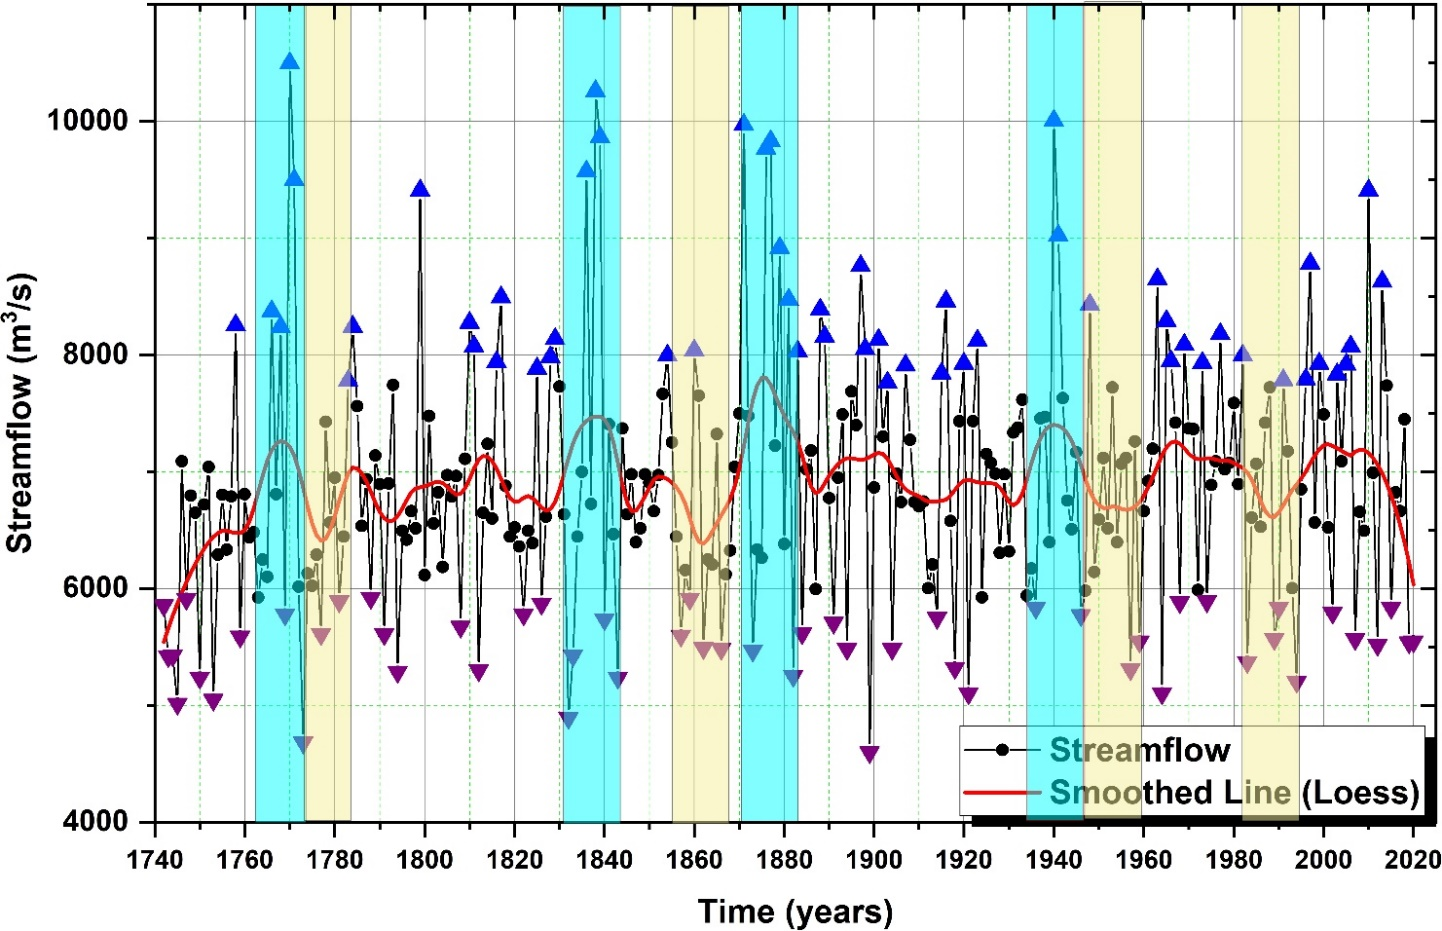 Streamflow (m³/s)
10000
8000
6000
4000
Streamflow
Smoothed Line (Loess)
1740 1760 1780 1800 1820 1840 1860 1880 1900 1920 1940 1960 1980 2000 2020
Time (years)